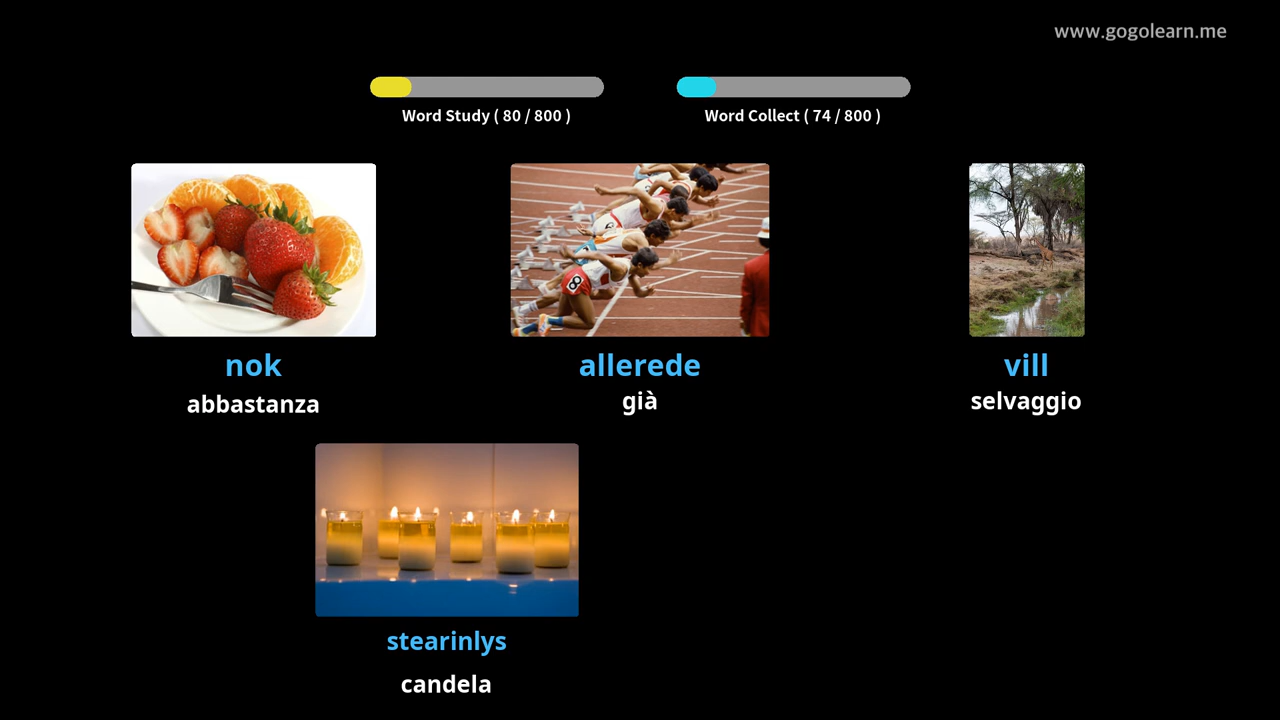 www.gogolearn.me
Word Study ( 80 / 800 )
Word Collect ( 74 / 800 )
nok
abbastanza
allerede
già
vill
selvaggio
stearinlys
candela